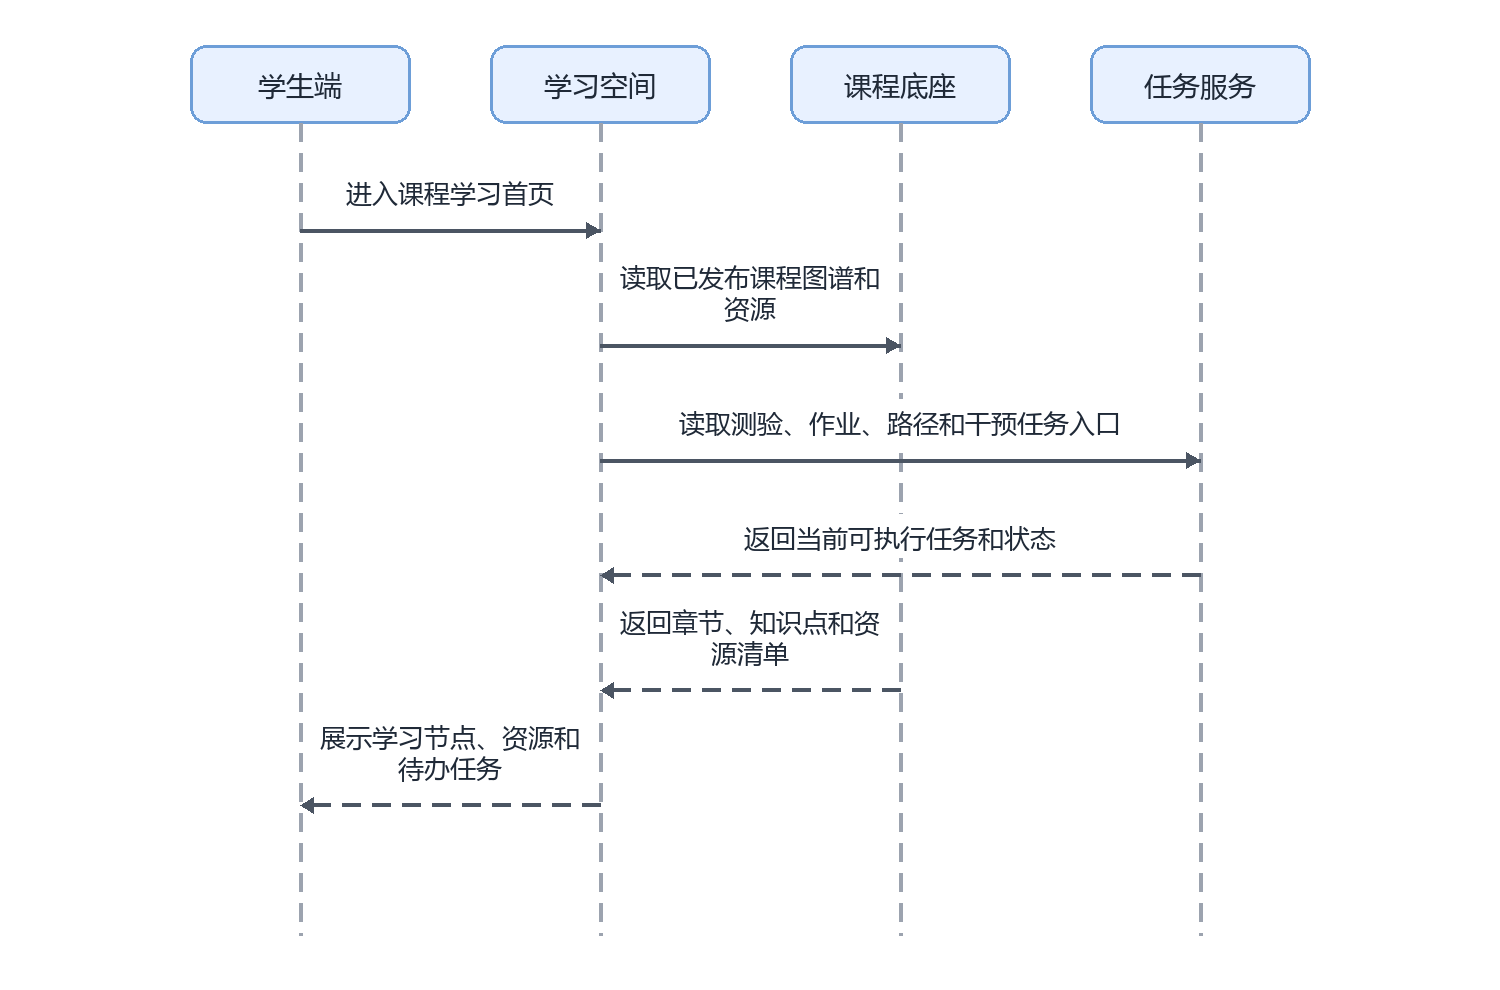 学生端
学习空间
课程底座
任务服务
进入课程学习首页
读取已发布课程图谱和
资源
读取测验、作业、路径和干预任务入口
返回当前可执行任务和状态
返回章节、知识点和资
源清单
展示学习节点、资源和
待办任务